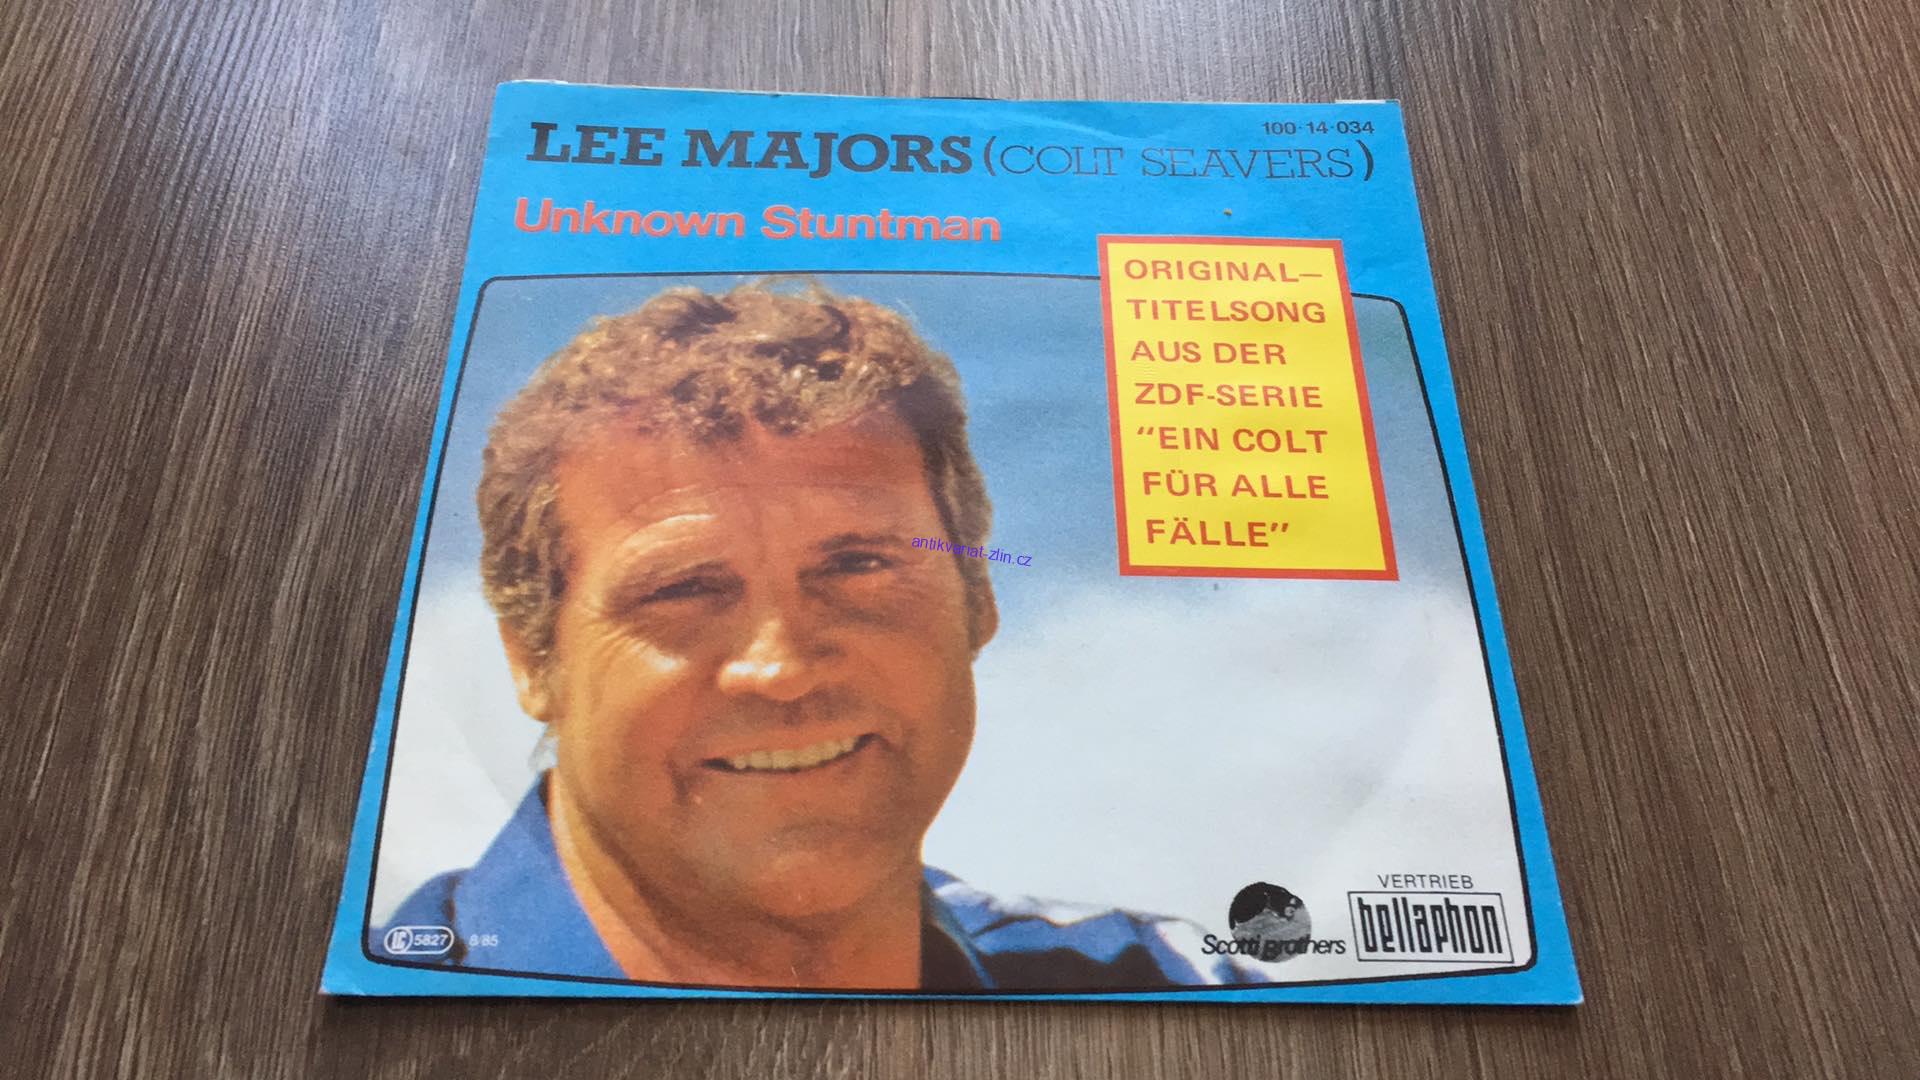 100·14·034
LEE MAJORS (COLT SEAVERS)
Unknown Stuntman
ORIGINAL–
TITELSONG
AUS DER
ZDF-SERIE
“EIN COLT
FÜR ALLE
FÄLLE”
antikvariat-zlin.cz
VERTRIEB
bellaphon
Scotti Brothers
LC 5827 8/85